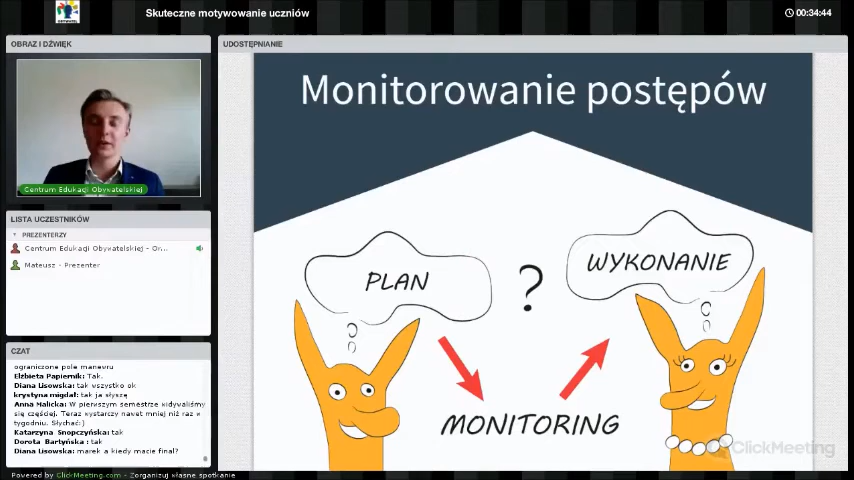 Skuteczne motywowanie uczniów
00:34:44
OBRAZ I DŹWIĘK
Centrum Edukacji Obywatelskiej
LISTA UCZESTNIKÓW
PREZENTERZY
Centrum Edukacji Obywatelskiej - Or...
Mateusz - Prezenter
CZAT
ograniczone pole manewru
Elżbieta Papiernik: Tak.
Diana Lisowska: tak wszystko ok
krystyna migdał: tak ja słyszę
Anna Malicka: W pierwszym semestrze widywaliśmy
się częściej. Teraz wystarczy nawet mniej niż raz w
tygodniu. Słychać:)
Katarzyna Snopczyńska: tak
Dorota Bartyńska : tak
Diana Lisowska: marek a kiedy macie finał?
Powered by ClickMeeting.com - Zorganizuj własne spotkanie
UDOSTĘPNIANIE
Monitorowanie postępów
PLAN
?
WYKONANIE
MONITORING
ClickMeeting